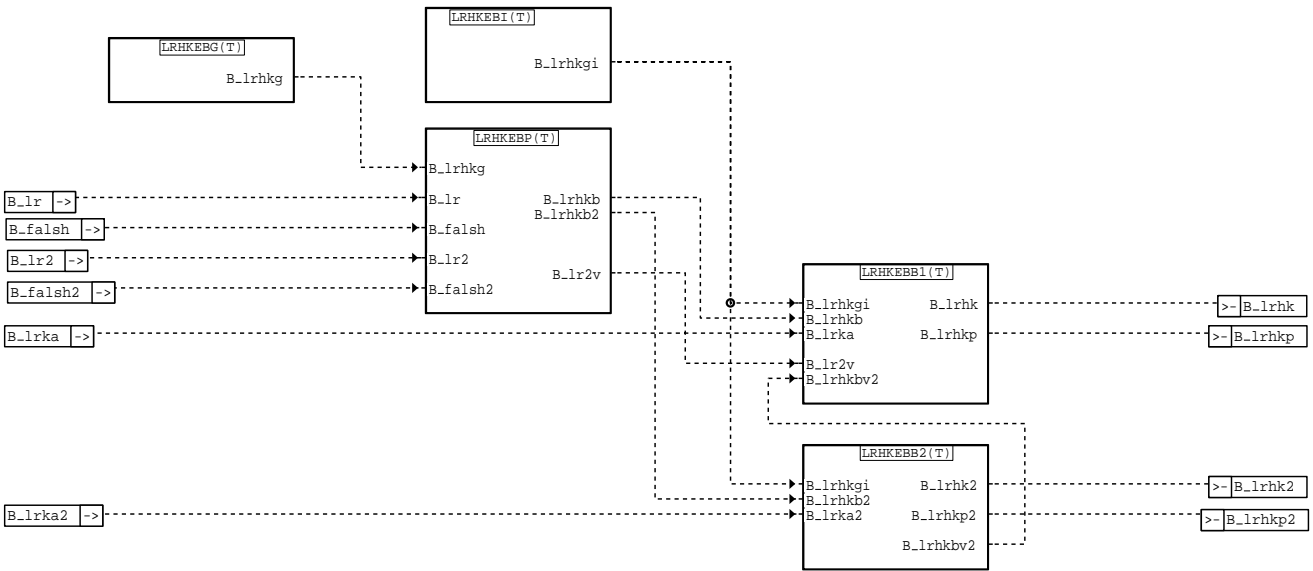 LRHKEBG(T)
B_lrhkg
LRHKEBI(T)
B_lrhkgi
LRHKEBP(T)
B_lrhkg
B_lr
B_falsh
B_lr2
B_falsh2
B_lrhkb
B_lrhkb2
B_lr2v
B_lr ->
B_falsh ->
B_lr2 ->
B_falsh2 ->
B_lrka ->
B_lrka2 ->
LRHKEBB1(T)
B_lrhkgi
B_lrhkb
B_lrka
B_lr2v
B_lrhkbv2
B_lrhk
B_lrhkp
>- B_lrhk
>- B_lrhkp
LRHKEBB2(T)
B_lrhkgi
B_lrhkb2
B_lrka2
B_lrhk2
B_lrhkp2
B_lrhkbv2
>- B_lrhk2
>- B_lrhkp2